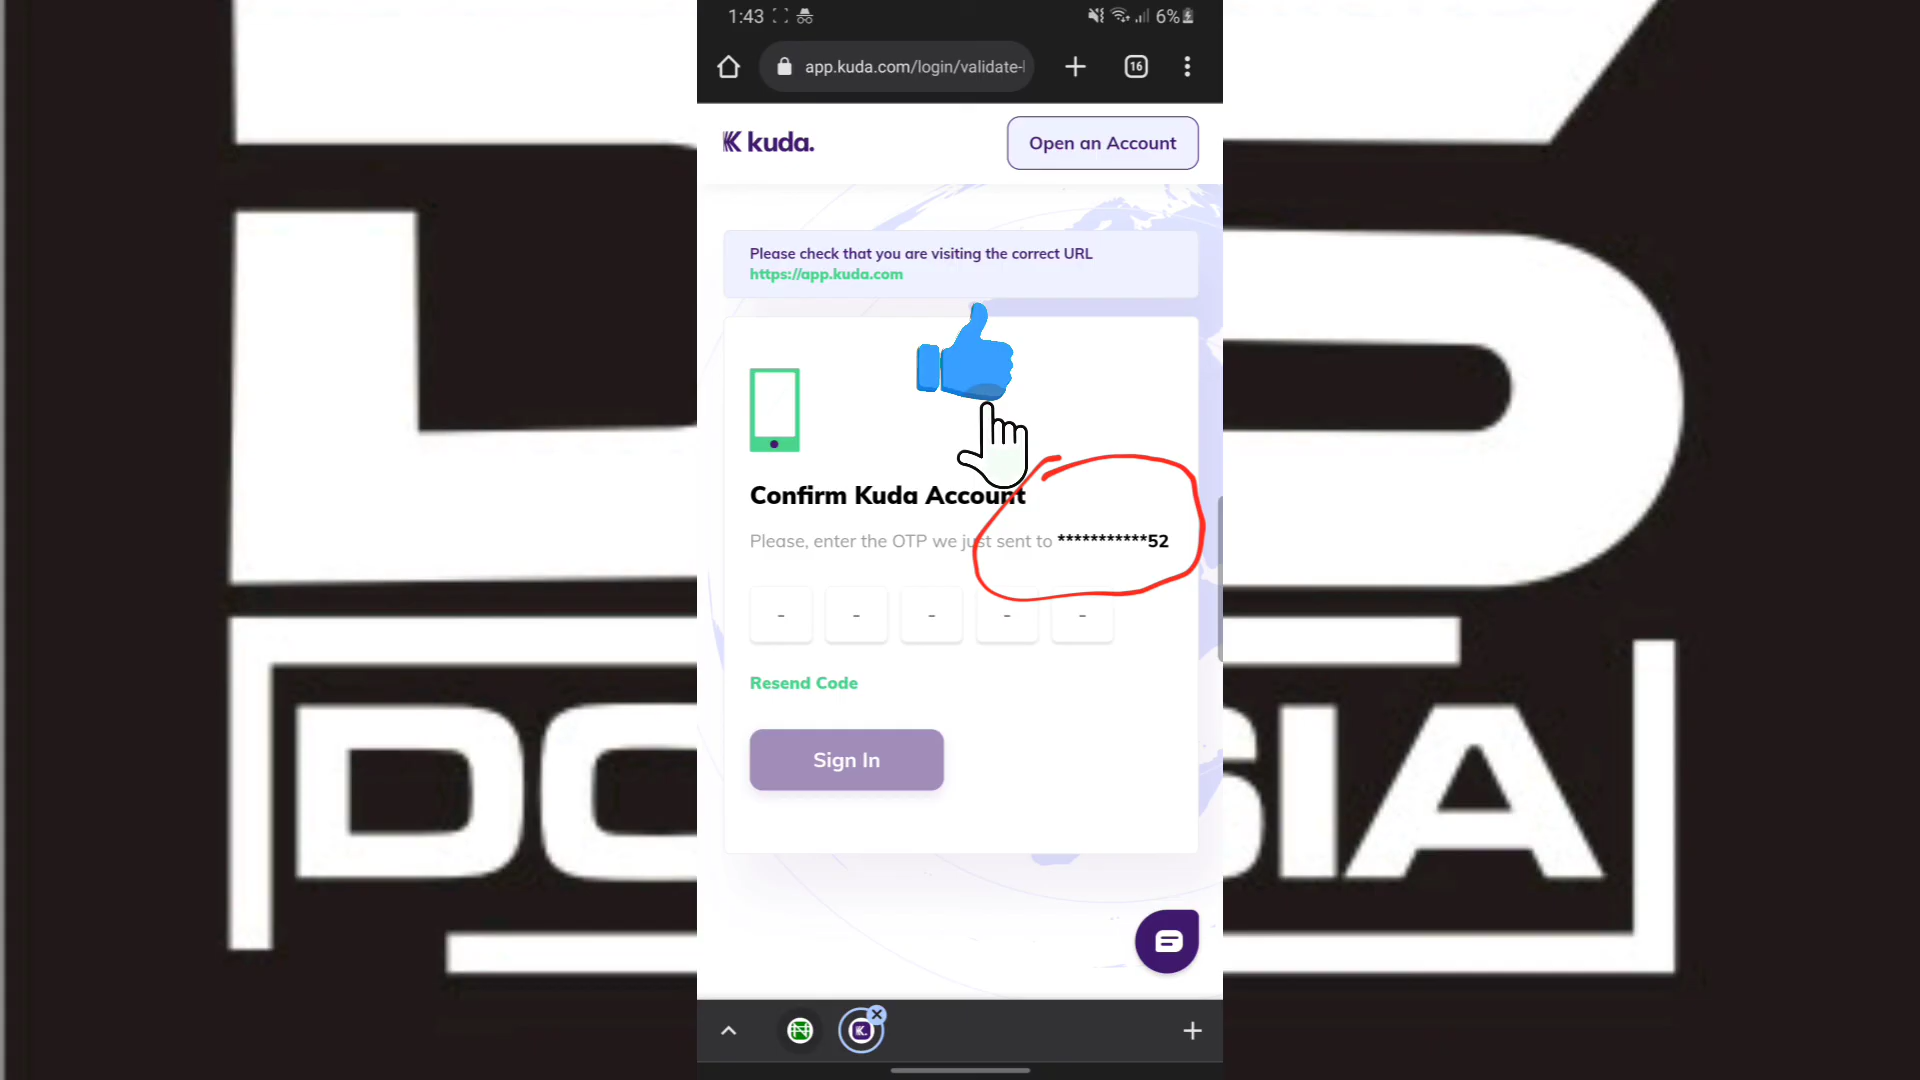 1:43
6%
app.kuda.com/login/validate-
16
kuda.
Open an Account
Please check that you are visiting the correct URL
https://app.kuda.com
Confirm Kuda Account
Please, enter the OTP we just sent to ***********52
- - - - -
Resend Code
Sign In